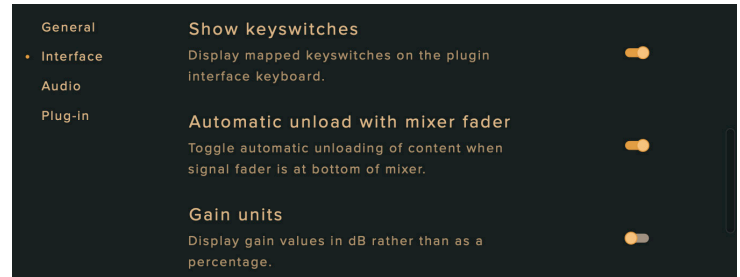 General
Interface
Audio
Plug-in
Show keyswitches
Display mapped keyswitches on the plugin
interface keyboard.
Automatic unload with mixer fader
Toggle automatic unloading of content when
signal fader is at bottom of mixer.
Gain units
Display gain values in dB rather than as a
percentage.